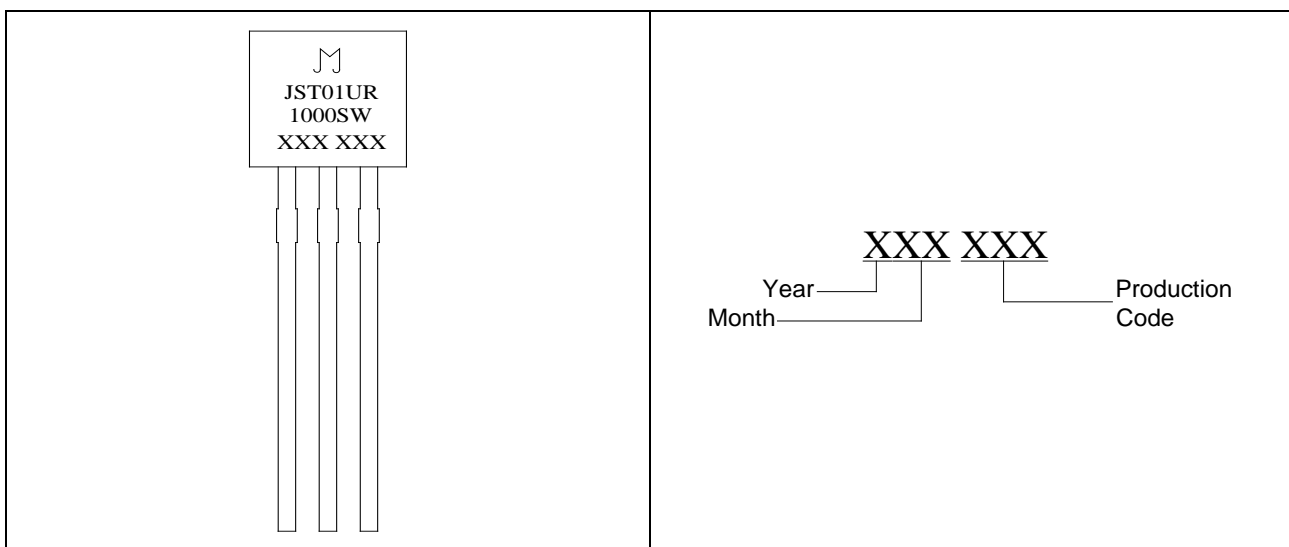 JST01UR
1000SW
XXX XXX
XXX XXX
Year
Month
Production
Code